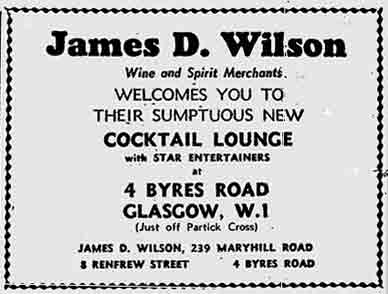 James D. Wilson
Wine and Spirit Merchants.
WELCOMES YOU TO
THEIR SUMPTUOUS NEW
COCKTAIL LOUNGE
with STAR ENTERTAINERS
at
4 BYRES ROAD
GLASGOW, W.1
(Just off Partick Cross)
JAMES D. WILSON, 239 MARYHILL ROAD
8 RENFREW STREET 4 BYRES ROAD